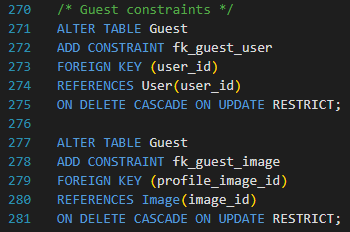 270 /* Guest constraints */
271 ALTER TABLE Guest
272 ADD CONSTRAINT fk_guest_user
273 FOREIGN KEY (user_id)
274 REFERENCES User(user_id)
275 ON DELETE CASCADE ON UPDATE RESTRICT;
276
277 ALTER TABLE Guest
278 ADD CONSTRAINT fk_guest_image
279 FOREIGN KEY (profile_image_id)
280 REFERENCES Image(image_id)
281 ON DELETE CASCADE ON UPDATE RESTRICT;